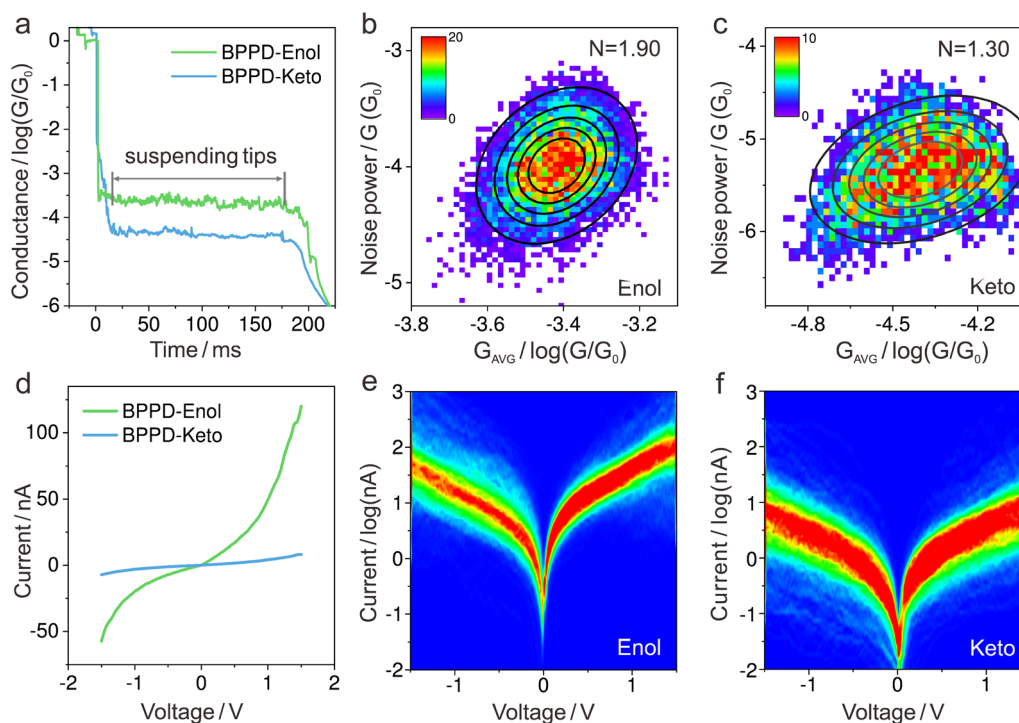 a
Conductance / log(G/G₀)
0
-1
-2
-3
-4
-5
-6
BPPD-Enol
BPPD-Keto
suspending tips
-50
0
50
100
150
200
Time / ms
b
Noise power / G (G₀)
-3
-4
-5
20
0
N=1.90
Enol
-3.8
-3.6
-3.4
-3.2
G_AVG / log(G/G₀)
c
Noise power / G (G₀)
-4
-5
-6
10
0
N=1.30
Keto
-4.8
-4.5
-4.2
G_AVG / log(G/G₀)
d
Current / nA
100
50
0
-50
BPPD-Enol
BPPD-Keto
-2
-1
0
1
2
Voltage / V
e
Current / log(nA)
3
2
1
0
-1
-2
Enol
-1
0
1
Voltage / V
f
Current / log(nA)
3
2
1
0
-1
-2
Keto
-1
0
1
Voltage / V